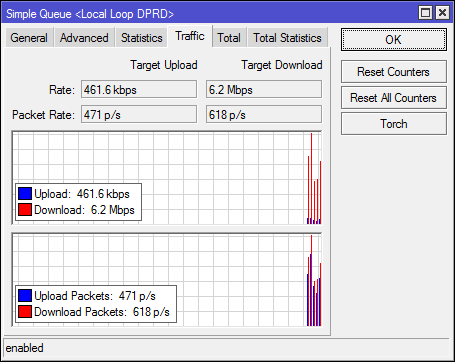 Simple Queue <Local Loop DPRD>
General Advanced Statistics Traffic Total Total Statistics
Target Upload Target Download
Rate: 461.6 kbps 6.2 Mbps
Packet Rate: 471 p/s 618 p/s
Upload: 461.6 kbps
Download: 6.2 Mbps
Upload Packets: 471 p/s
Download Packets: 618 p/s
OK
Reset Counters
Reset All Counters
Torch
enabled